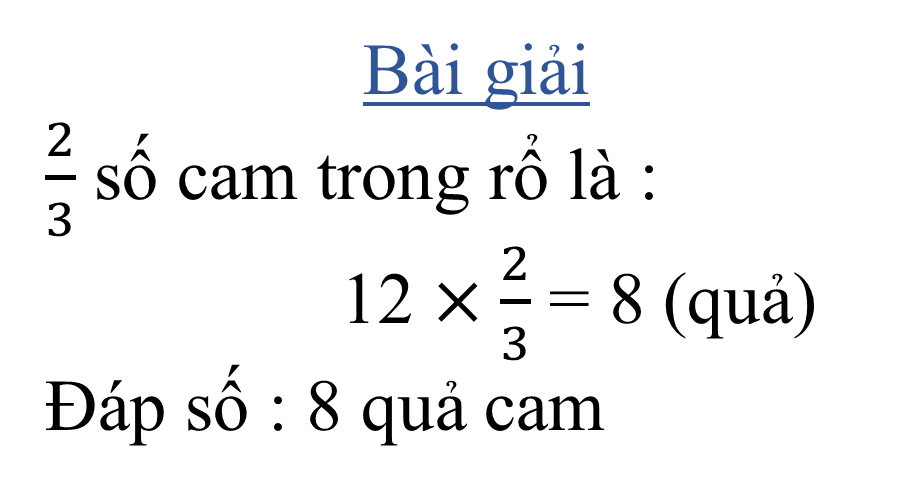 Bài giải
2/3 số cam trong rổ là :
12 × 2/3 = 8 (quả)
Đáp số : 8 quả cam